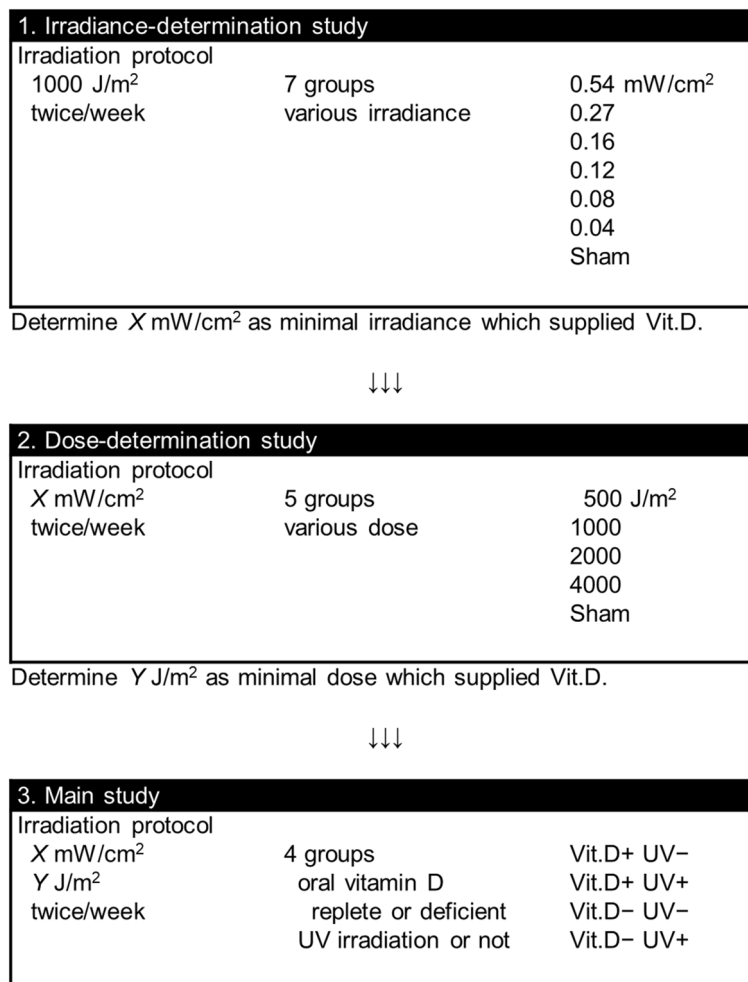 1. Irradiance-determination study
Irradiation protocol
1000 J/m² 7 groups 0.54 mW/cm²
twice/week various irradiance 0.27
0.16
0.12
0.08
0.04
Sham
Determine X mW/cm² as minimal irradiance which supplied Vit.D.
↓↓↓
2. Dose-determination study
Irradiation protocol
X mW/cm² 5 groups 500 J/m²
twice/week various dose 1000
2000
4000
Sham
Determine Y J/m² as minimal dose which supplied Vit.D.
↓↓↓
3. Main study
Irradiation protocol
X mW/cm² 4 groups Vit.D+ UV−
Y J/m² oral vitamin D Vit.D+ UV+
twice/week replete or deficient Vit.D− UV−
UV irradiation or not Vit.D− UV+